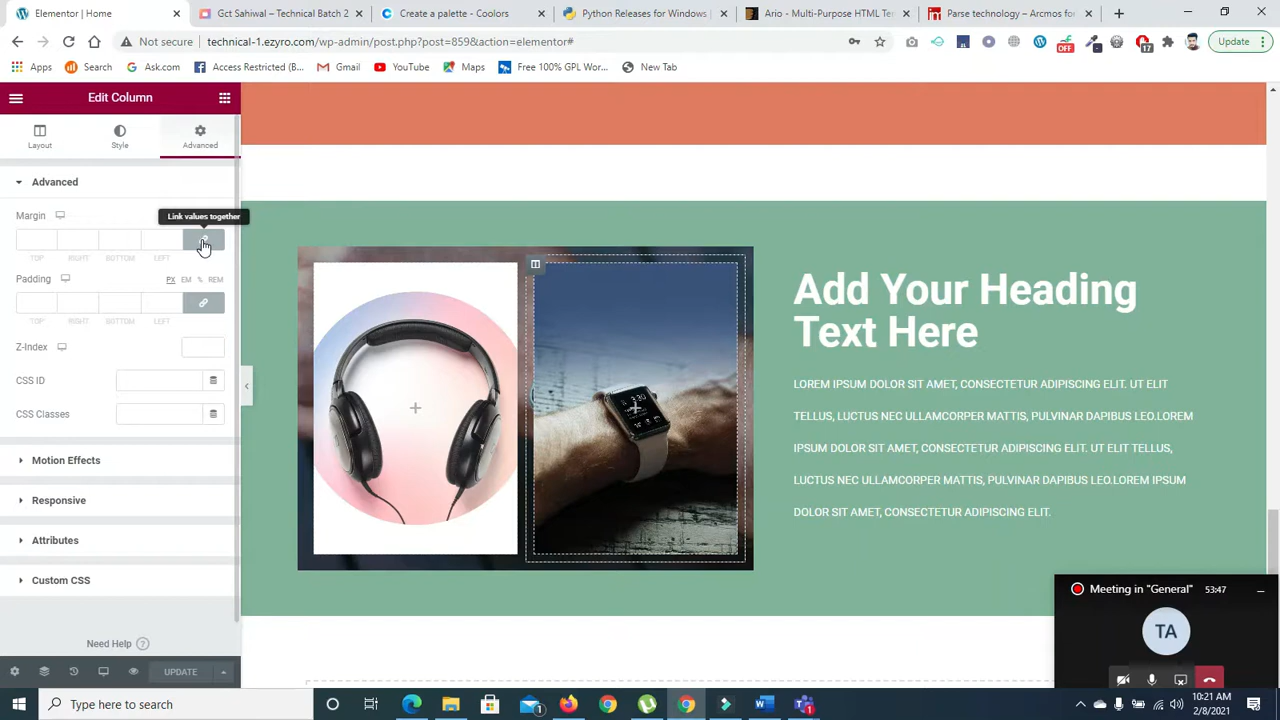 WordPress
Dashboard ‹ Technical Batch 2 ‹
Create a palette - Coolors
Python Releases for Windows
Ario - Multi-Purpose HTML Tem
Parse Technology – Arcomos for
Not secure
technical-1.ezyro.com/wp-admin/post.php?post=859&action=elementor#
OFF
17
Update
Apps
Search
Ask.com
Access Restricted (B...
Gmail
YouTube
Maps
Free 100% GPL Wor...
New Tab
Edit Column
Layout
Style
Advanced
Advanced
Link values together
Margin
TOP RIGHT BOTTOM LEFT
Padding
PX EM % REM
TOP RIGHT BOTTOM LEFT
Z-Index
CSS ID
CSS Classes
Motion Effects
Responsive
Attributes
Custom CSS
Need Help
UPDATE
Add Your Heading
Text Here
LOREM IPSUM DOLOR SIT AMET, CONSECTETUR ADIPISCING ELIT. UT ELIT
TELLUS, LUCTUS NEC ULLAMCORPER MATTIS, PULVINAR DAPIBUS LEO.LOREM
IPSUM DOLOR SIT AMET, CONSECTETUR ADIPISCING ELIT. UT ELIT TELLUS,
LUCTUS NEC ULLAMCORPER MATTIS, PULVINAR DAPIBUS LEO.LOREM IPSUM
DOLOR SIT AMET, CONSECTETUR ADIPISCING ELIT.
Meeting in "General"
53:47
TA
Type here to search
1
10:21 AM
2/8/2021